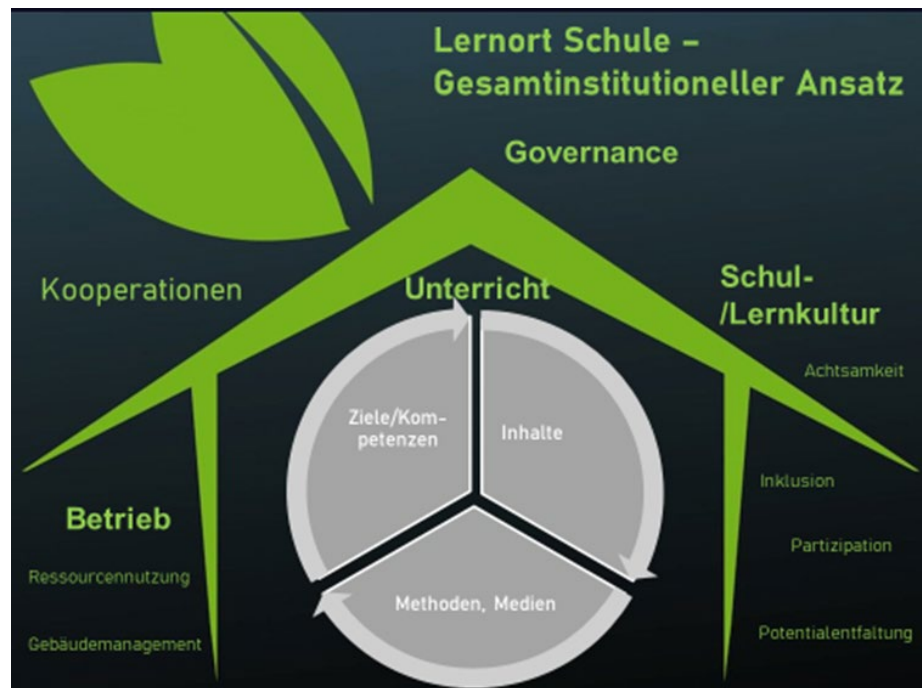 Lernort Schule –
Gesamtinstitutioneller Ansatz
Governance
Kooperationen
Unterricht
Schul-
/Lernkultur
Achtsamkeit
Ziele/Kom-
petenzen
Inhalte
Inklusion
Betrieb
Partizipation
Ressourcennutzung
Methoden, Medien
Potentialentfaltung
Gebäudemanagement